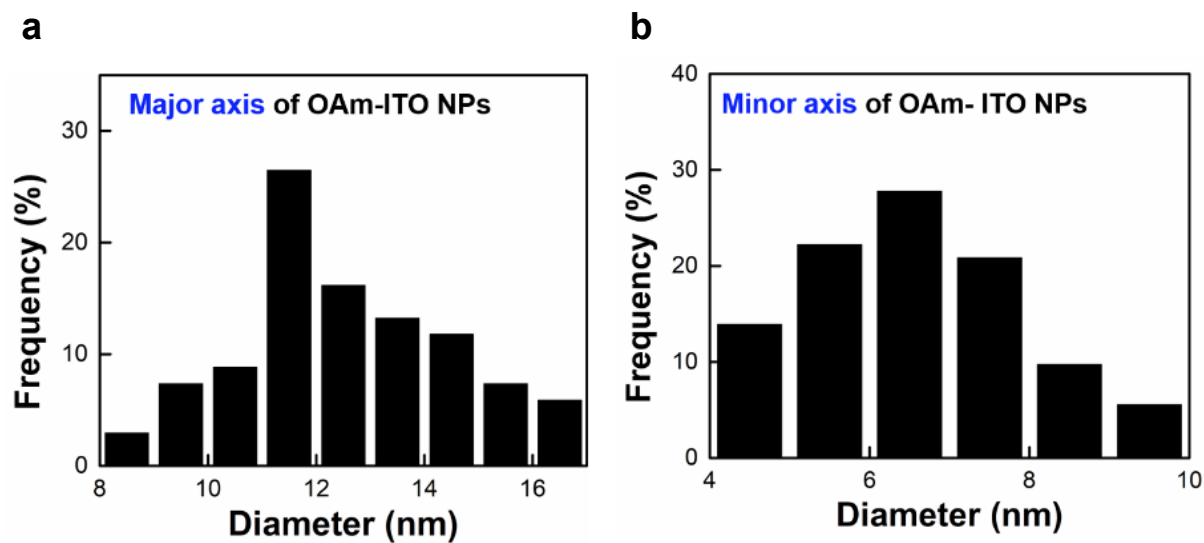 a
Major axis of OAm-ITO NPs
30
20
10
0
Frequency (%)
8 10 12 14 16
Diameter (nm)
b
Minor axis of OAm- ITO NPs
40
30
20
10
0
Frequency (%)
4 6 8 10
Diameter (nm)